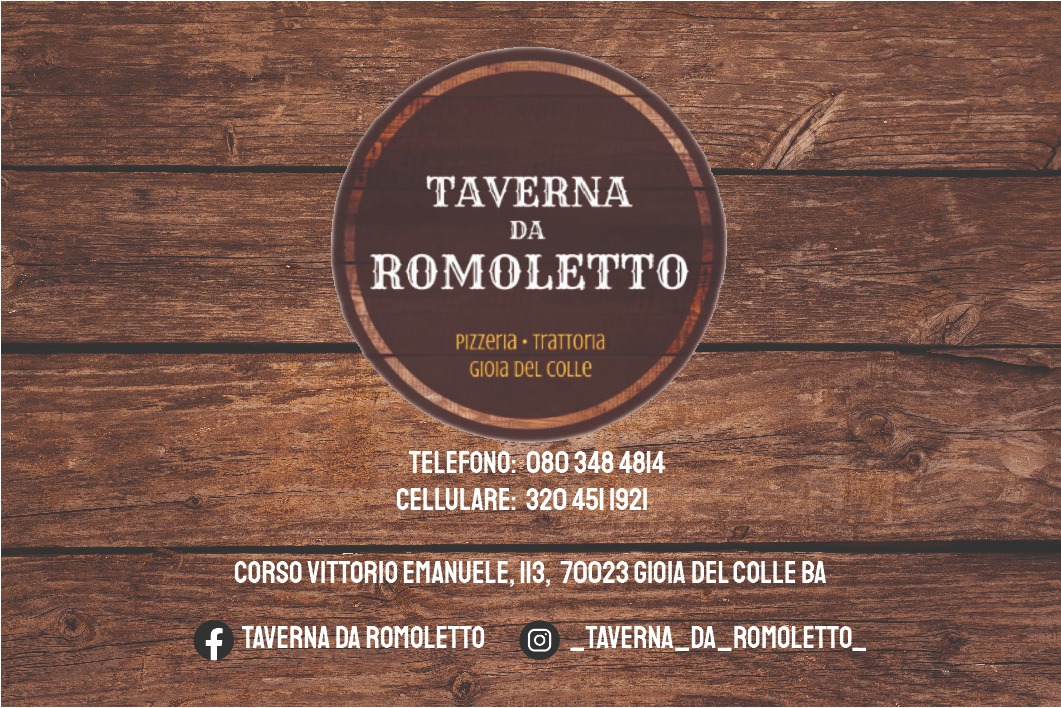 TAVERNA
DA
ROMOLETTO
PIZZERIA • TRATTORIA
GIOIA DEL COLLE
TELEFONO: 080 348 4814
CELLULARE: 320 451 1921
CORSO VITTORIO EMANUELE, 113, 70023 GIOIA DEL COLLE BA
TAVERNA DA ROMOLETTO _TAVERNA_DA_ROMOLETTO_